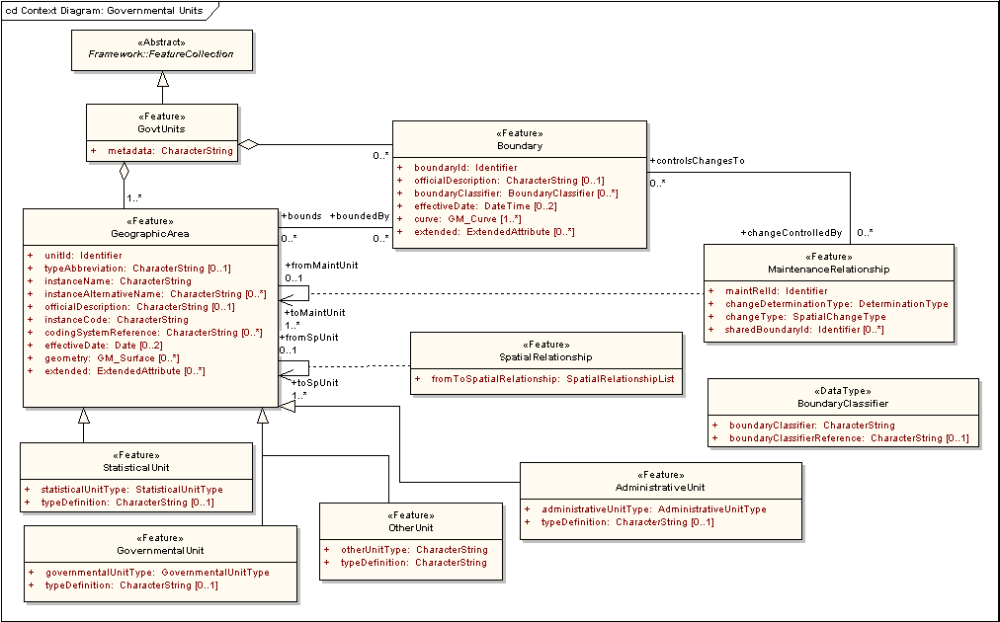 cd Context Diagram: Governmental Units
«Abstract»
Framework::FeatureCollection
«Feature»
GovtUnits
+ metadata: CharacterString
0..*
1..*
«Feature»
Boundary
+ boundaryId: Identifier
+ officialDescription: CharacterString [0..1]
+ boundaryClassifier: BoundaryClassifier [0..*]
+ effectiveDate: DateTime [0..2]
+ curve: GM_Curve [1..*]
+ extended: ExtendedAttribute [0..*]
+controlsChangesTo
0..*
+changeControlledBy 0..*
«Feature»
GeographicArea
+ unitId: Identifier
+ typeAbbreviation: CharacterString [0..1]
+ instanceName: CharacterString
+ instanceAlternativeName: CharacterString [0..*]
+ officialDescription: CharacterString [0..1]
+ instanceCode: CharacterString
+ codingSystemReference: CharacterString [0..*]
+ effectiveDate: Date [0..2]
+ geometry: GM_Surface [0..*]
+ extended: ExtendedAttribute [0..*]
+bounds +boundedBy
0..* 0..*
+fromMaintUnit
0..1
+toMaintUnit
1..*
+fromSpUnit
0..1
+toSpUnit
1..*
«Feature»
MaintenanceRelationship
+ maintRelId: Identifier
+ changeDeterminationType: DeterminationType
+ changeType: SpatialChangeType
+ sharedBoundaryId: Identifier [0..*]
«Feature»
SpatialRelationship
+ fromToSpatialRelationship: SpatialRelationshipList
«DataType»
BoundaryClassifier
+ boundaryClassifier: CharacterString
+ boundaryClassifierReference: CharacterString [0..1]
«Feature»
StatisticalUnit
+ statisticalUnitType: StatisticalUnitType
+ typeDefinition: CharacterString [0..1]
«Feature»
AdministrativeUnit
+ administrativeUnitType: AdministrativeUnitType
+ typeDefinition: CharacterString [0..1]
«Feature»
OtherUnit
+ otherUnitType: CharacterString
+ typeDefinition: CharacterString
«Feature»
GovernmentalUnit
+ governmentalUnitType: GovernmentalUnitType
+ typeDefinition: CharacterString [0..1]